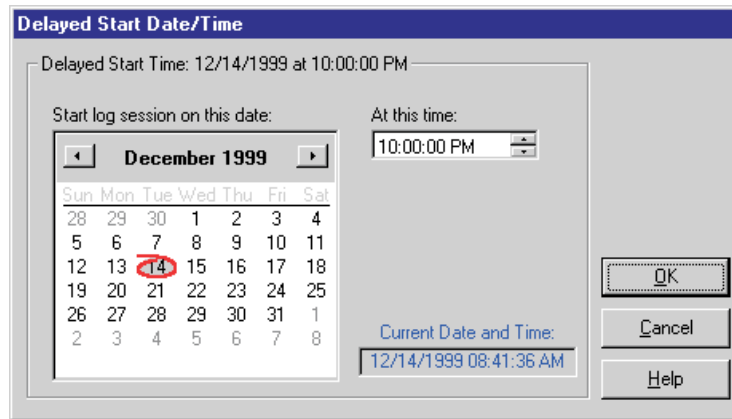 Delayed Start Date/Time
Delayed Start Time: 12/14/1999 at 10:00:00 PM
Start log session on this date:
At this time:
10:00:00 PM
December 1999
Sun Mon Tue Wed Thu Fri Sat
28 29 30 1 2 3 4
5 6 7 8 9 10 11
12 13 14 15 16 17 18
19 20 21 22 23 24 25
26 27 28 29 30 31 1
2 3 4 5 6 7 8
Current Date and Time:
12/14/1999 08:41:36 AM
OK
Cancel
Help